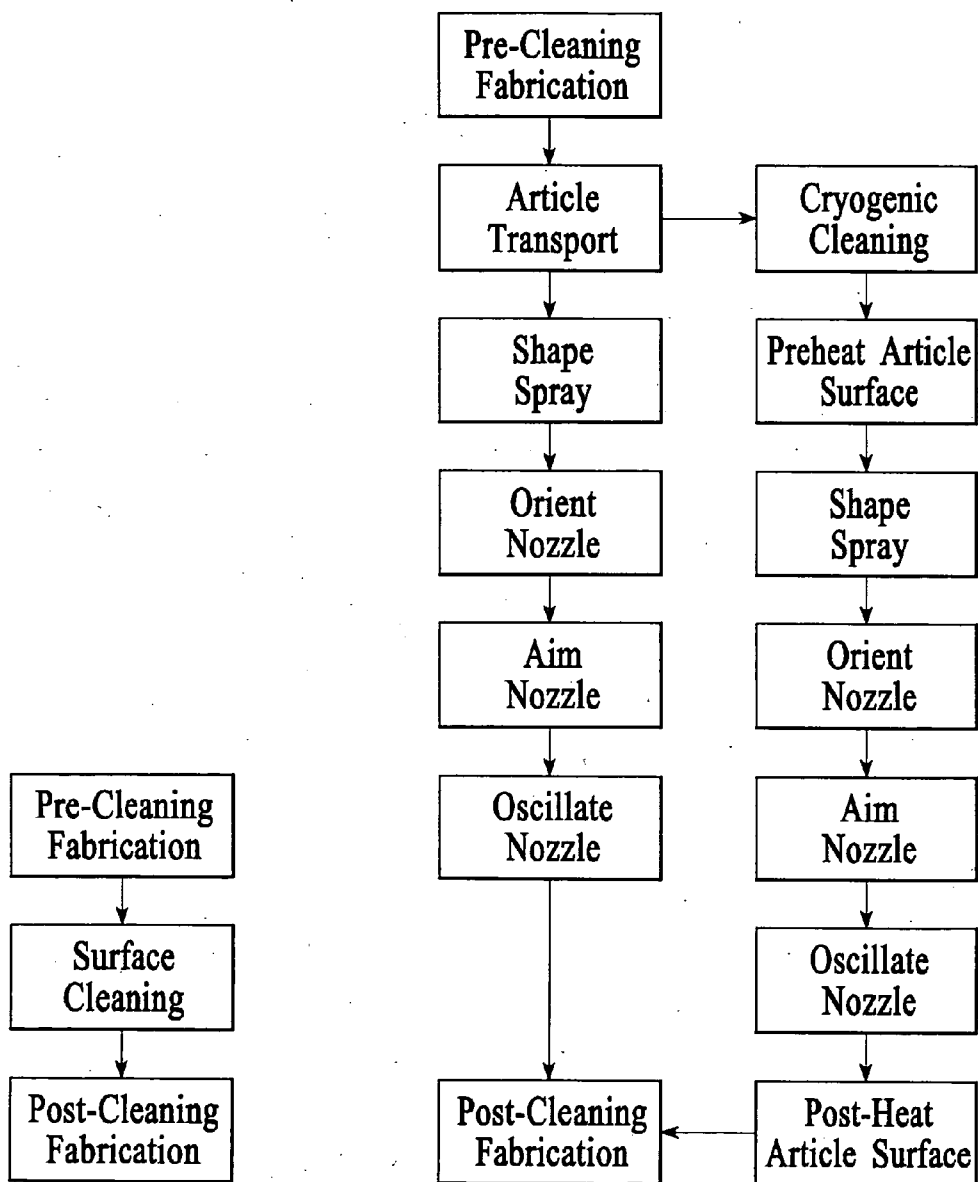 Pre-Cleaning
Fabrication
Surface
Cleaning
Post-Cleaning
Fabrication
Pre-Cleaning
Fabrication
Article
Transport
Shape
Spray
Orient
Nozzle
Aim
Nozzle
Oscillate
Nozzle
Post-Cleaning
Fabrication
Cryogenic
Cleaning
Preheat Article
Surface
Shape
Spray
Orient
Nozzle
Aim
Nozzle
Oscillate
Nozzle
Post-Heat
Article Surface